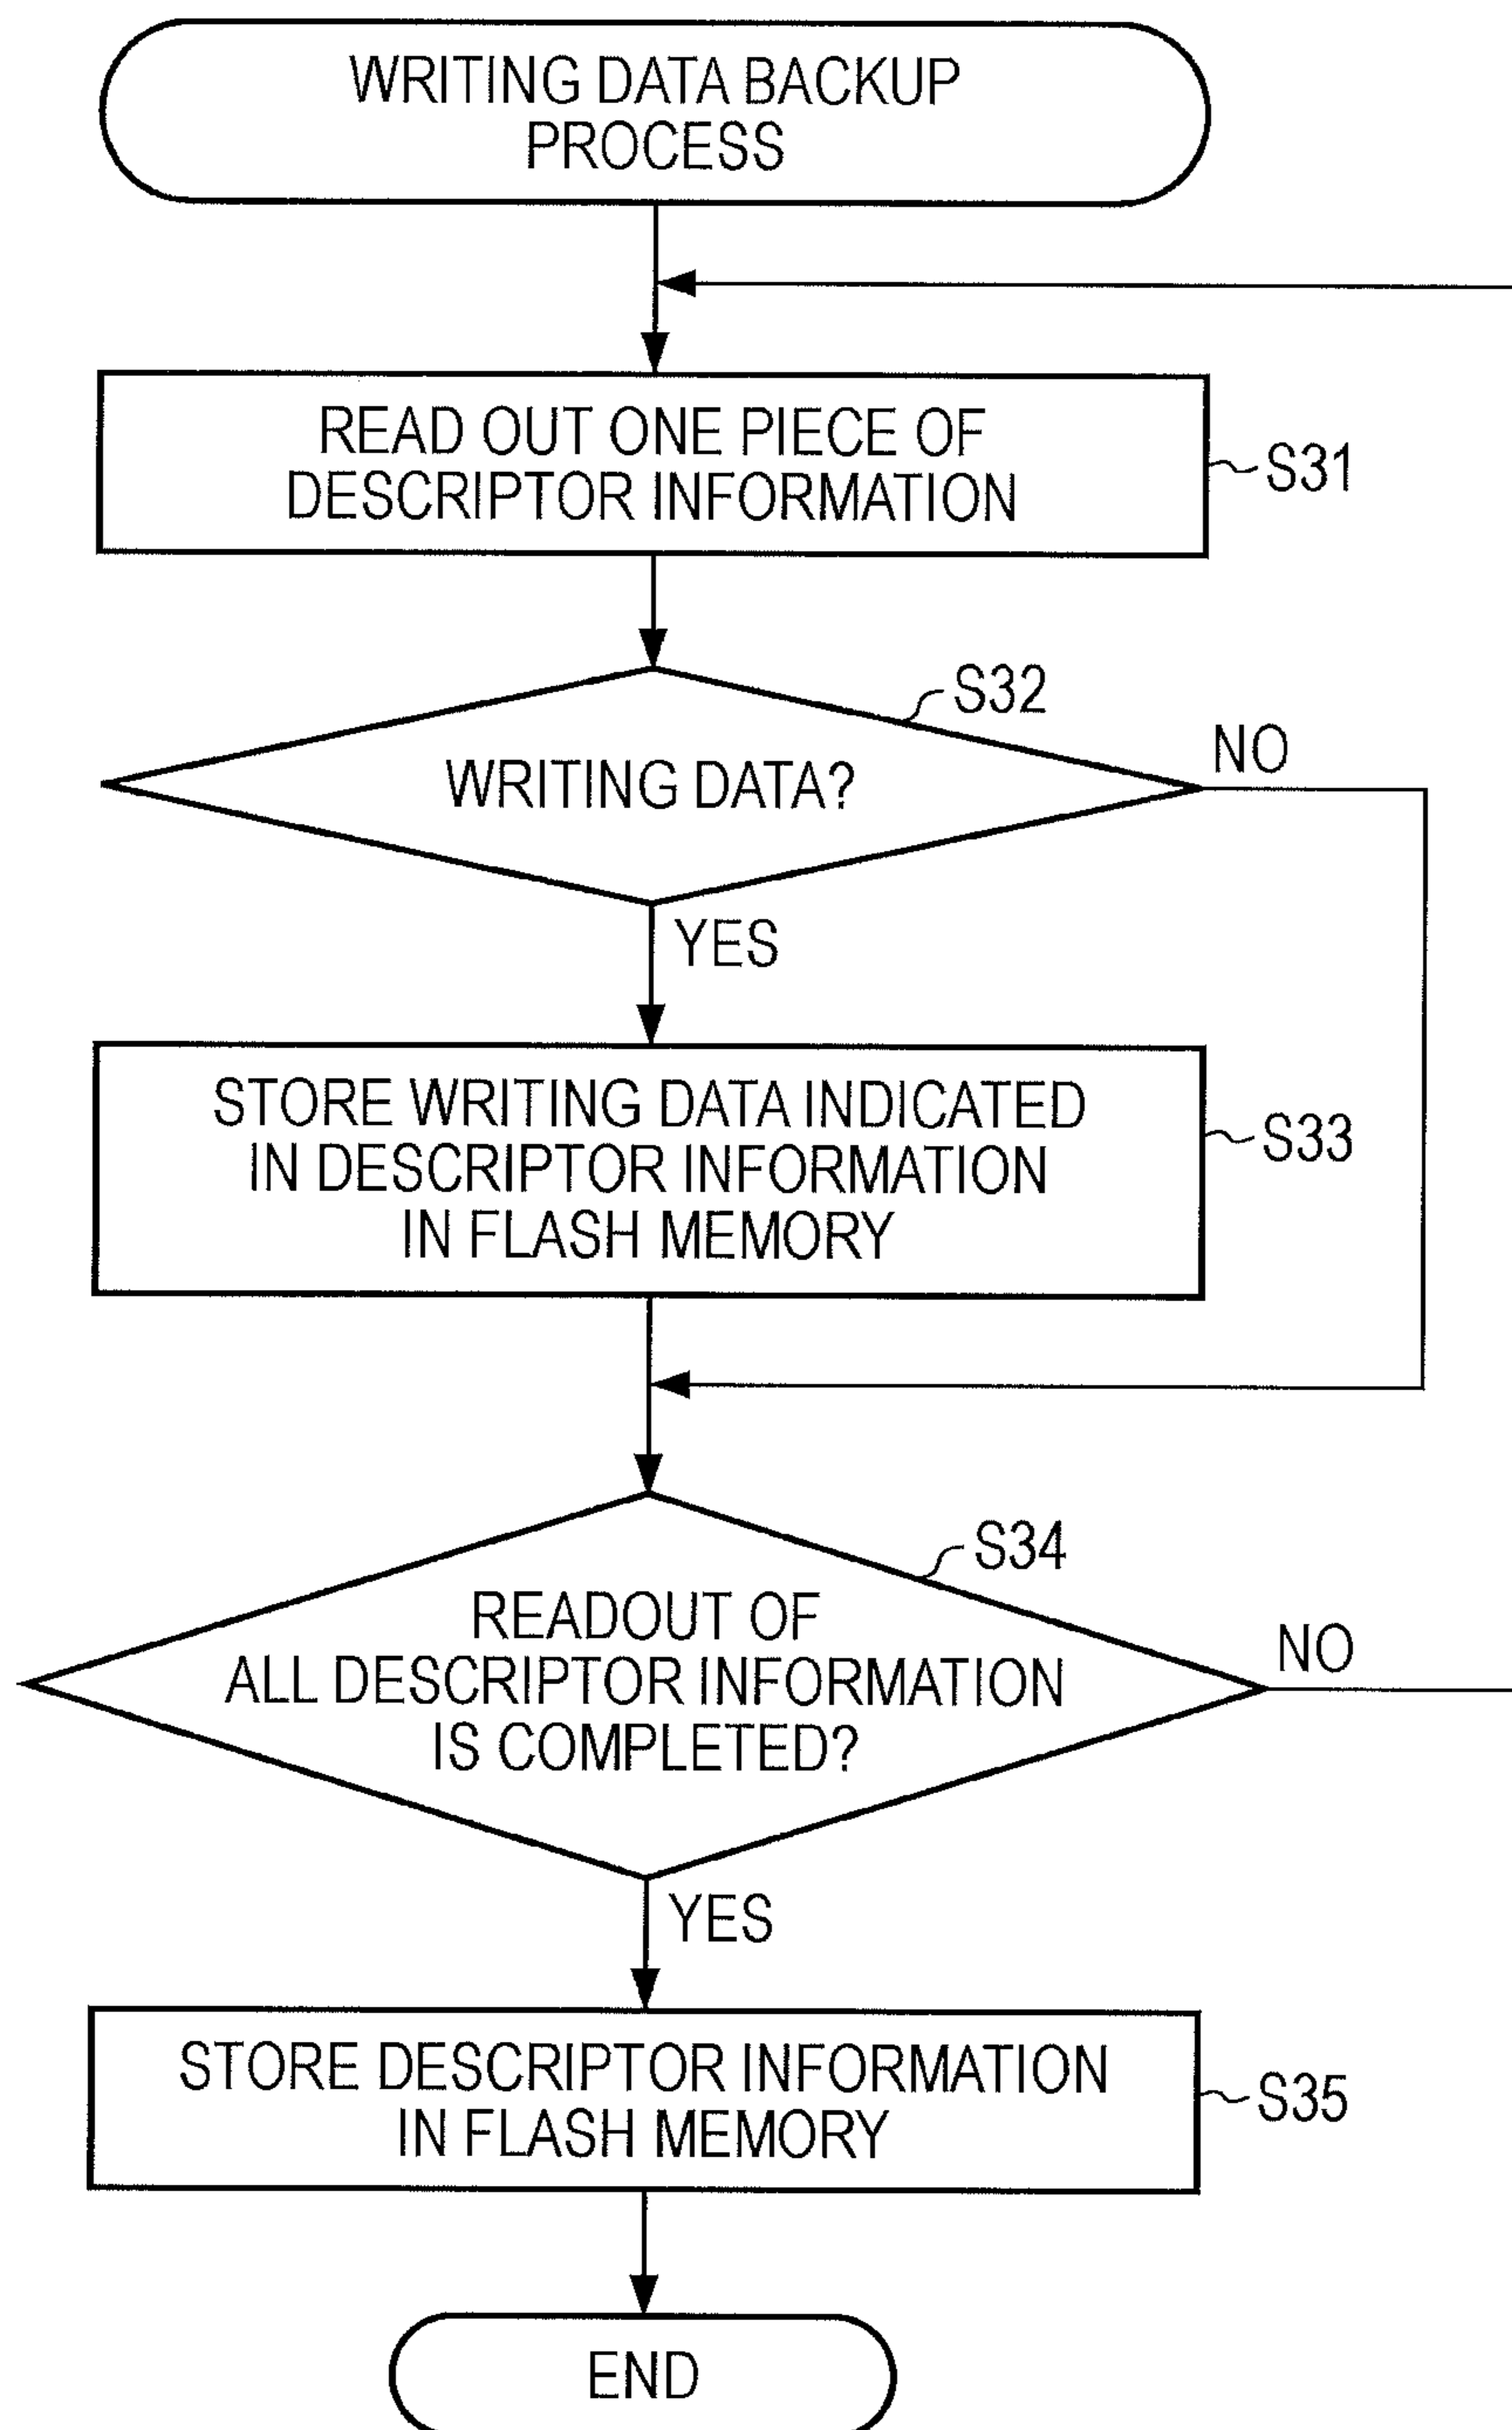 WRITING DATA BACKUP
PROCESS
READ OUT ONE PIECE OF
DESCRIPTOR INFORMATION
S31
S32
WRITING DATA?
NO
YES
STORE WRITING DATA INDICATED
IN DESCRIPTOR INFORMATION
IN FLASH MEMORY
S33
S34
READOUT OF
ALL DESCRIPTOR INFORMATION
IS COMPLETED?
NO
YES
STORE DESCRIPTOR INFORMATION
IN FLASH MEMORY
S35
END